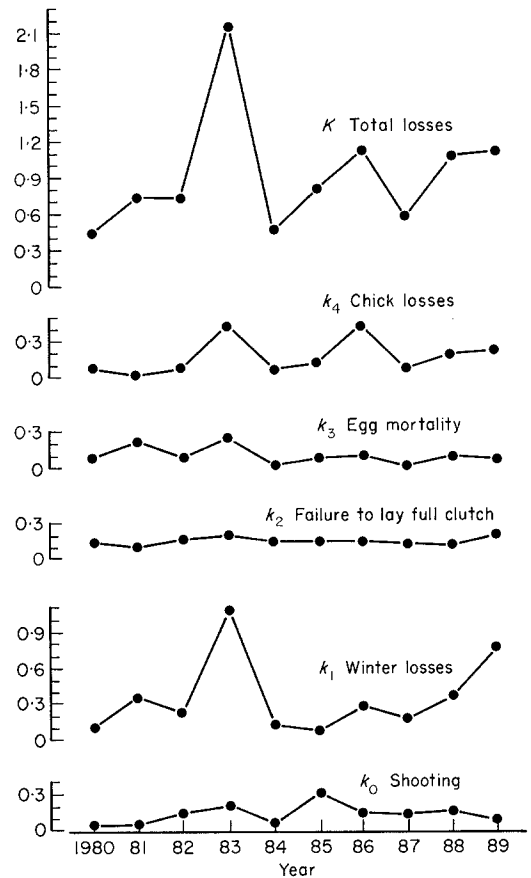 2·1
1·8
1·5
K Total losses
1·2
0·9
0·6
0·3
0
k4 Chick losses
0·3
0
k3 Egg mortality
0·3
0
k2 Failure to lay full clutch
0·3
0
0·9
0·6
k1 Winter losses
0·3
0
k0 Shooting
0·3
0
1980 81 82 83 84 85 86 87 88 89
Year